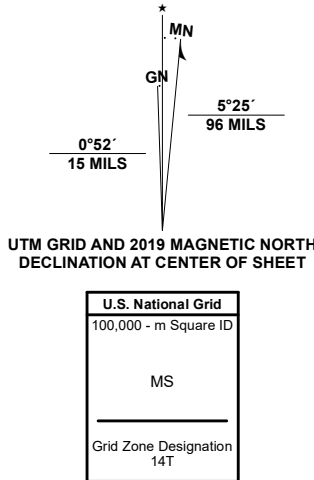 ★
MN
GN
5°25´
96 MILS
0°52´
15 MILS
UTM GRID AND 2019 MAGNETIC NORTH
DECLINATION AT CENTER OF SHEET
U.S. National Grid
100,000 - m Square ID
MS
Grid Zone Designation
14T